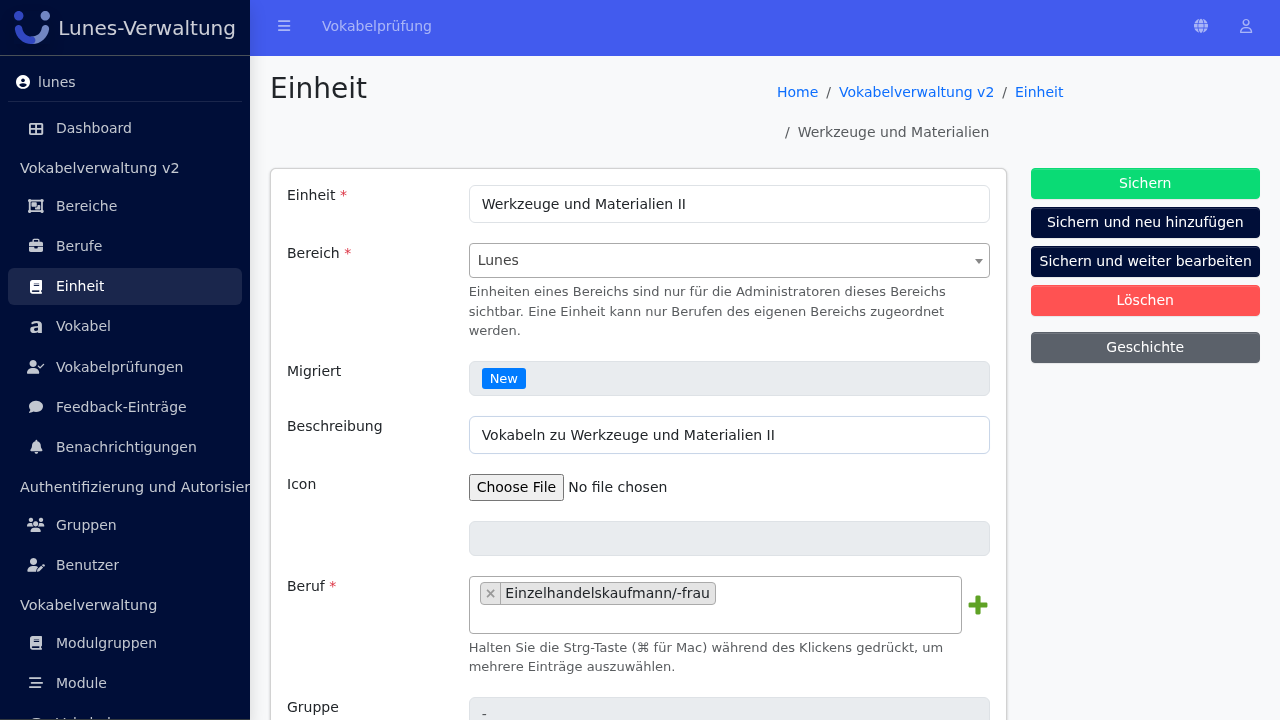 Lunes-Verwaltung
Vokabelprüfung
lunes
Dashboard
Vokabelverwaltung v2
Bereiche
Berufe
Einheit
Vokabel
Vokabelprüfungen
Feedback-Einträge
Benachrichtigungen
Authentifizierung und Autorisier
Gruppen
Benutzer
Vokabelverwaltung
Modulgruppen
Module
Einheit
Home / Vokabelverwaltung v2 / Einheit
/ Werkzeuge und Materialien
Einheit *
Werkzeuge und Materialien II
Bereich *
Lunes
Einheiten eines Bereichs sind nur für die Administratoren dieses Bereichs
sichtbar. Eine Einheit kann nur Berufen des eigenen Bereichs zugeordnet
werden.
Migriert
New
Beschreibung
Vokabeln zu Werkzeuge und Materialien II
Icon
Choose File No file chosen
Beruf *
× Einzelhandelskaufmann/-frau
Halten Sie die Strg-Taste (⌘ für Mac) während des Klickens gedrückt, um
mehrere Einträge auszuwählen.
Gruppe
-
Sichern
Sichern und neu hinzufügen
Sichern und weiter bearbeiten
Löschen
Geschichte